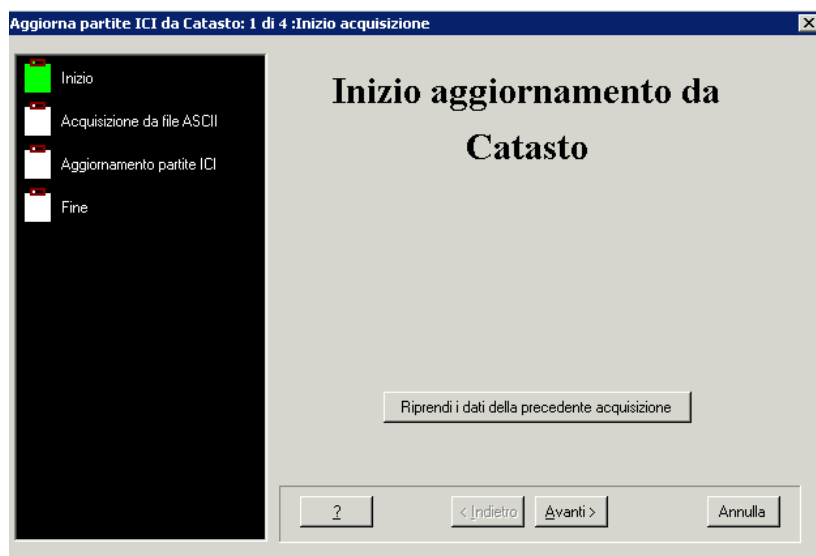 Aggiorna partite ICI da Catasto: 1 di 4 :Inizio acquisizione
Inizio
Acquisizione da file ASCII
Aggiornamento partite ICI
Fine
Inizio aggiornamento da
Catasto
Riprendi i dati della precedente acquisizione
?
< Indietro
Avanti >
Annulla